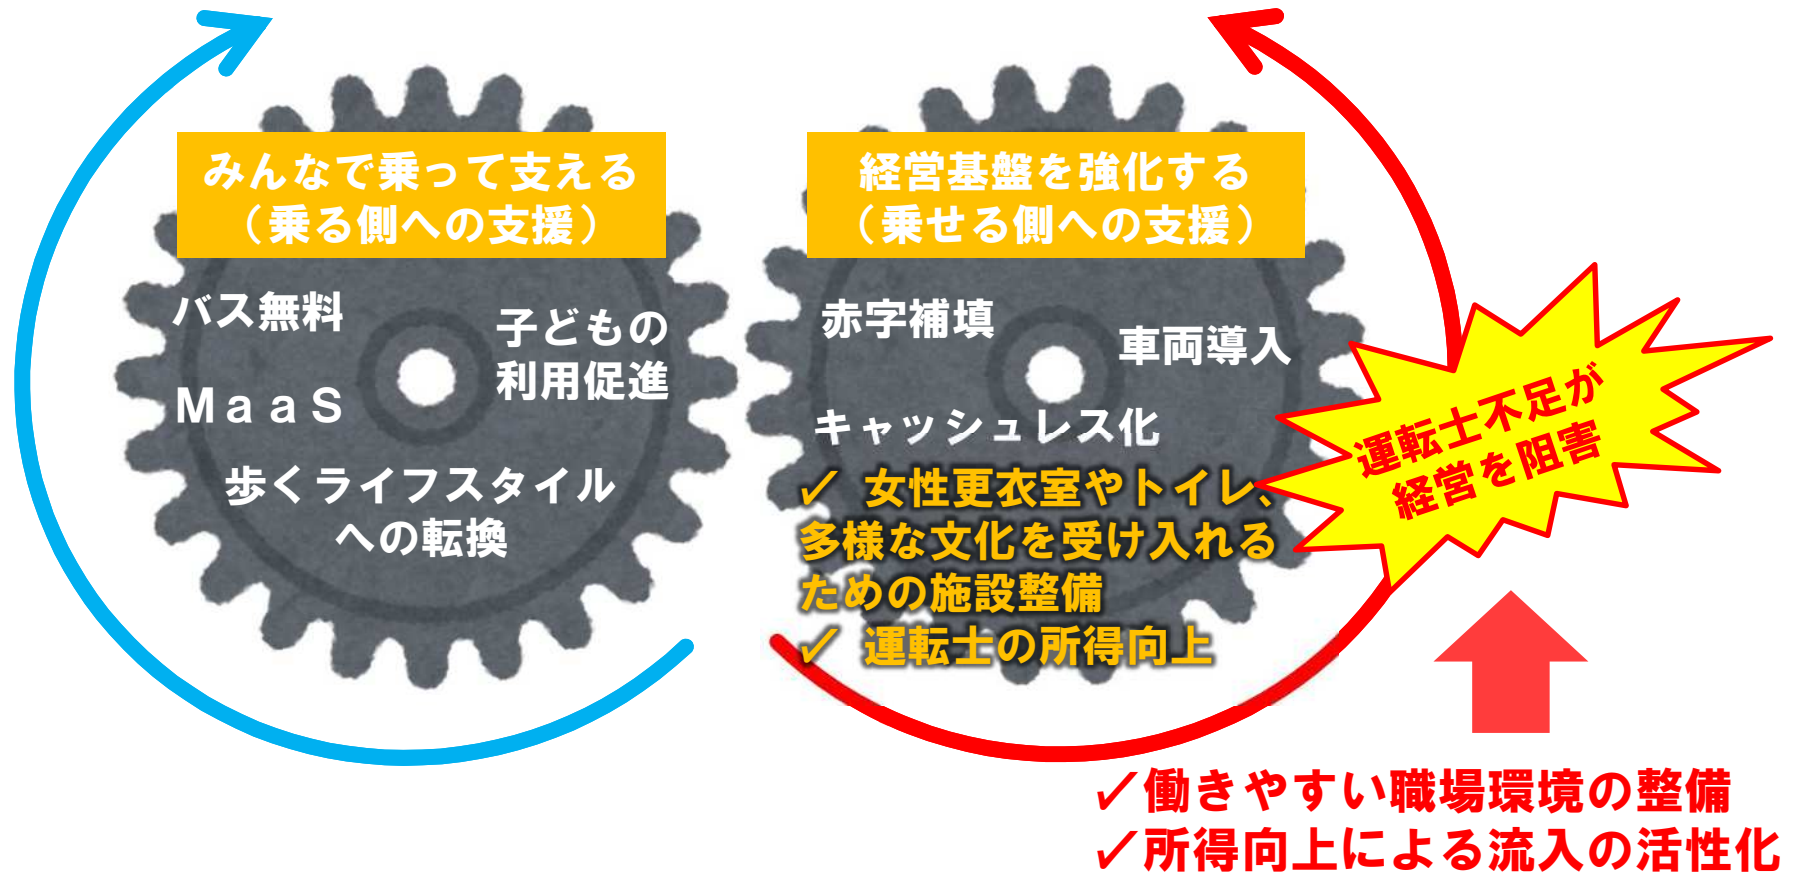 みんなで乗って支える
（乗る側への支援）
バス無料
子どもの
利用促進
MaaS
歩くライフスタイル
への転換
経営基盤を強化する
（乗せる側への支援）
赤字補填
車両導入
キャッシュレス化
✓ 女性更衣室やトイレ、
多様な文化を受け入れる
ための施設整備
✓ 運転士の所得向上
運転士不足が
経営を阻害
✓働きやすい職場環境の整備
✓所得向上による流入の活性化